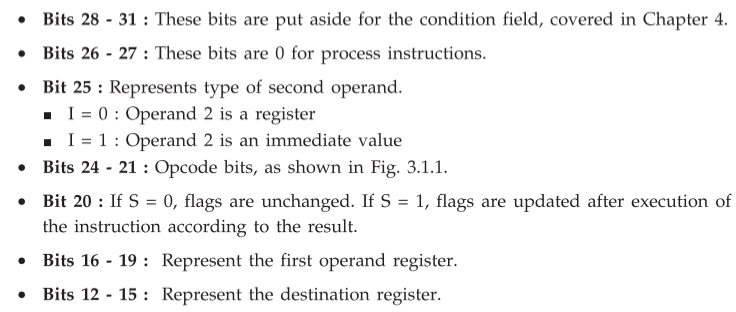 • Bits 28 - 31 : These bits are put aside for the condition field, covered in Chapter 4.
• Bits 26 - 27 : These bits are 0 for process instructions.
• Bit 25 : Represents type of second operand.
■ I = 0 : Operand 2 is a register
■ I = 1 : Operand 2 is an immediate value
• Bits 24 - 21 : Opcode bits, as shown in Fig. 3.1.1.
• Bit 20 : If S = 0, flags are unchanged. If S = 1, flags are updated after execution of
the instruction according to the result.
• Bits 16 - 19 : Represent the first operand register.
• Bits 12 - 15 : Represent the destination register.